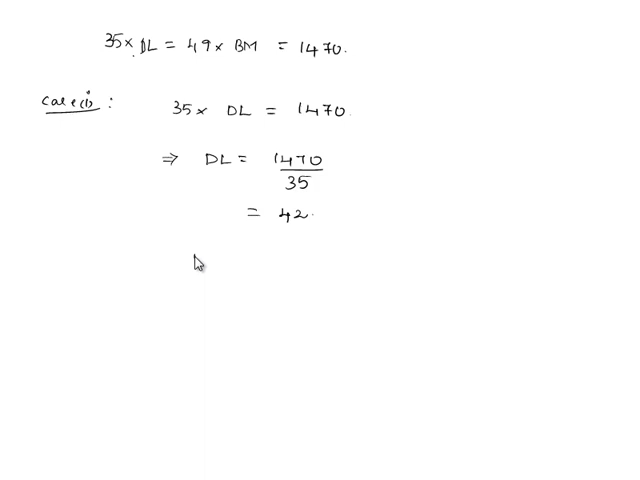 35 × DL = 49 × BM = 1470.
Case(i) : 35 × DL = 1470.
⇒ DL = 1470
35
= 42.